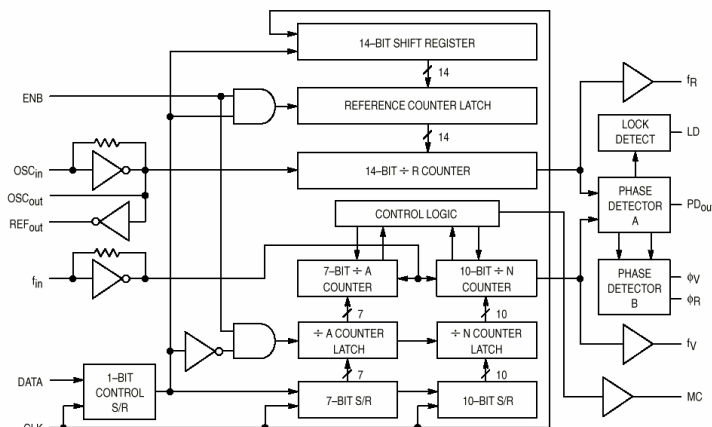 14–BIT SHIFT REGISTER
fR
14
ENB
REFERENCE COUNTER LATCH
LOCK
DETECT
LD
14
OSCin
14–BIT ÷ R COUNTER
OSCout
REFout
CONTROL LOGIC
PHASE
DETECTOR
A
PDou
fin
7–BIT ÷ A
COUNTER
10–BIT ÷ N
COUNTER
PHASE
DETECTOR
B
ϕV
ϕR
7
10
÷ A COUNTER
LATCH
÷ N COUNTER
LATCH
fV
7
10
DATA
1–BIT
CONTROL
S/R
7–BIT S/R
10–BIT S/R
MC
CLK